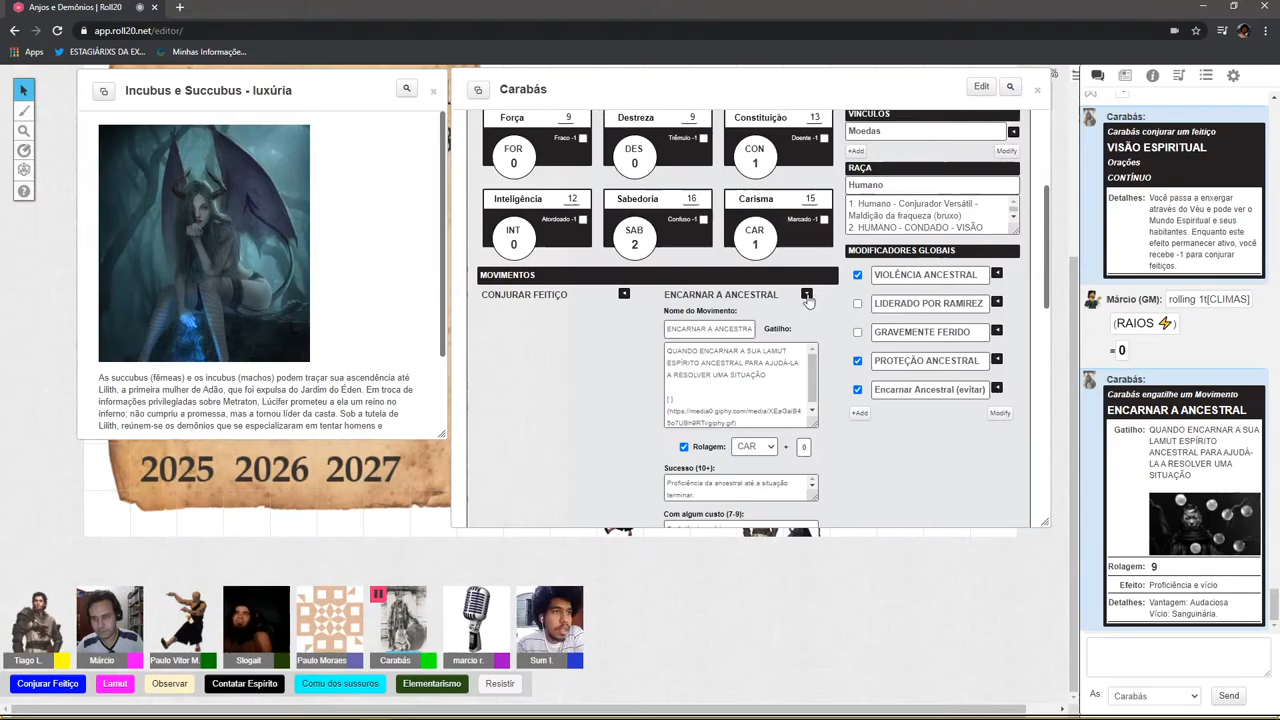 Anjos e Demônios | Roll20
app.roll20.net/editor/
Apps
ESTAGIÁRIXS DA EX...
Minhas Informaçõe...
Incubus e Succubus - luxúria
As succubus (fêmeas) e os incubus (machos) podem traçar sua ascendência até
Lilith, a primeira mulher de Adão, que foi expulsa do Jardim do Éden. Em troca de
informações privilegiadas sobre Metraton, Lúcifer prometeu a ela um reino no
inferno; não cumpriu a promessa, mas a tornou líder da casta. Sob a tutela de
Lilith, reúnem-se os demônios que se especializaram em tentar homens e
2025 2026 2027
Carabás
Edit
Força 9
Destreza 9
Constituição 13
Fraco -1
Trêmulo -1
Doente -1
FOR
0
DES
0
CON
1
Inteligência 12
Sabedoria 16
Carisma 15
Atordoado -1
Confuso -1
Marcado -1
INT
0
SAB
2
CAR
1
MOVIMENTOS
CONJURAR FEITIÇO
ENCARNAR A ANCESTRAL
Nome do Movimento:
ENCARNAR A ANCESTRA
Gatilho:
QUANDO ENCARNAR A SUA LAMUT
ESPÍRITO ANCESTRAL PARA AJUDÁ-LA
A RESOLVER UMA SITUAÇÃO
[ ]
(https://media0.giphy.com/media/XEaGaiB4
5o7UBh9RTi/giphy.gif)
Rolagem: CAR + 0
Sucesso (10+):
Proficiência da ancestral até a situação
terminar.
Com algum custo (7-9):
VÍNCULOS
Moedas
+Add
Modify
RAÇA
Humano
1. Humano - Conjurador Versátil -
Maldição da fraqueza (bruxo)
2. HUMANO - CONDADO - VISÃO
MODIFICADORES GLOBAIS
VIOLÊNCIA ANCESTRAL
LIDERADO POR RAMIREZ
GRAVEMENTE FERIDO
PROTEÇÃO ANCESTRAL
Encarnar Ancestral (evitar)
+Add
Modify
Carabás:
Carabás conjurar um feitiço
VISÃO ESPIRITUAL
Orações
CONTÍNUO
Detalhes: Você passa a enxergar
através do Véu e pode ver o
Mundo Espiritual e seus
habitantes. Enquanto este
efeito permanecer ativo, você
recebe -1 para conjurar
feitiços.
Márcio (GM): rolling 1t[CLIMAS]
(RAIOS ⚡)
= 0
Carabás:
Carabás engatilhe um Movimento
ENCARNAR A ANCESTRAL
Gatilho: QUANDO ENCARNAR A SUA
LAMUT ESPÍRITO
ANCESTRAL PARA AJUDÁ-
LA A RESOLVER UMA
SITUAÇÃO
Rolagem: 9
Efeito: Proficiência e vício
Detalhes: Vantagem: Audaciosa
Vício: Sanguinária.
As: Carabás
Send
Tiago L.
Márcio
Paulo Vitor M.
Slogait
Paulo Moraes
Carabás
marcio r.
Sum I.
Conjurar Feitiço
Lamut
Observar
Contatar Espírito
Comu dos sussuros
Elementarismo
Resistir